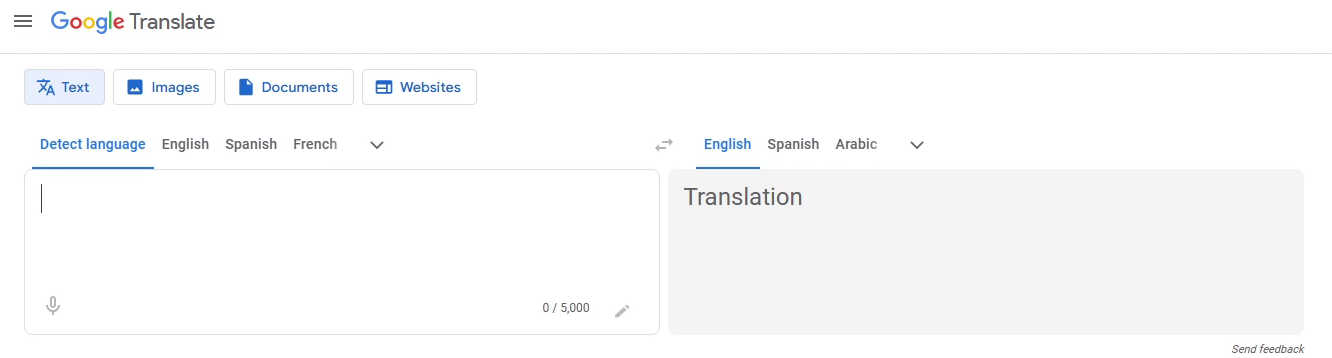 Google Translate
Text Images Documents Websites
Detect language English Spanish French English Spanish Arabic
Translation
0 / 5,000
Send feedback